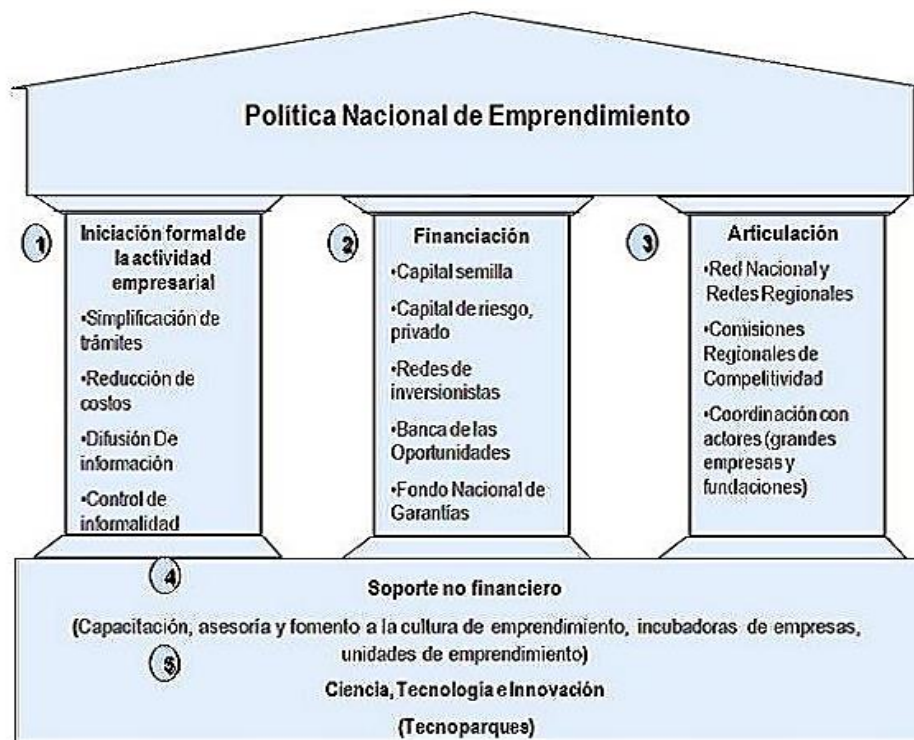 Política Nacional de Emprendimiento
1
Iniciación formal de
la actividad
empresarial
•Simplificación de
trámites
•Reducción de
costos
•Difusión De
información
•Control de
informalidad
2
Financiación
•Capital semilla
•Capital de riesgo,
privado
•Redes de
inversionistas
•Banca de las
Oportunidades
•Fondo Nacional de
Garantías
3
Articulación
•Red Nacional y
Redes Regionales
•Comisiones
Regionales de
Competitividad
•Coordinación con
actores (grandes
empresas y
fundaciones)
4
Soporte no financiero
(Capacitación, asesoría y fomento a la cultura de emprendimiento, incubadoras de empresas,
unidades de emprendimiento)
5
Ciencia, Tecnología e Innovación
(Tecnoparques)